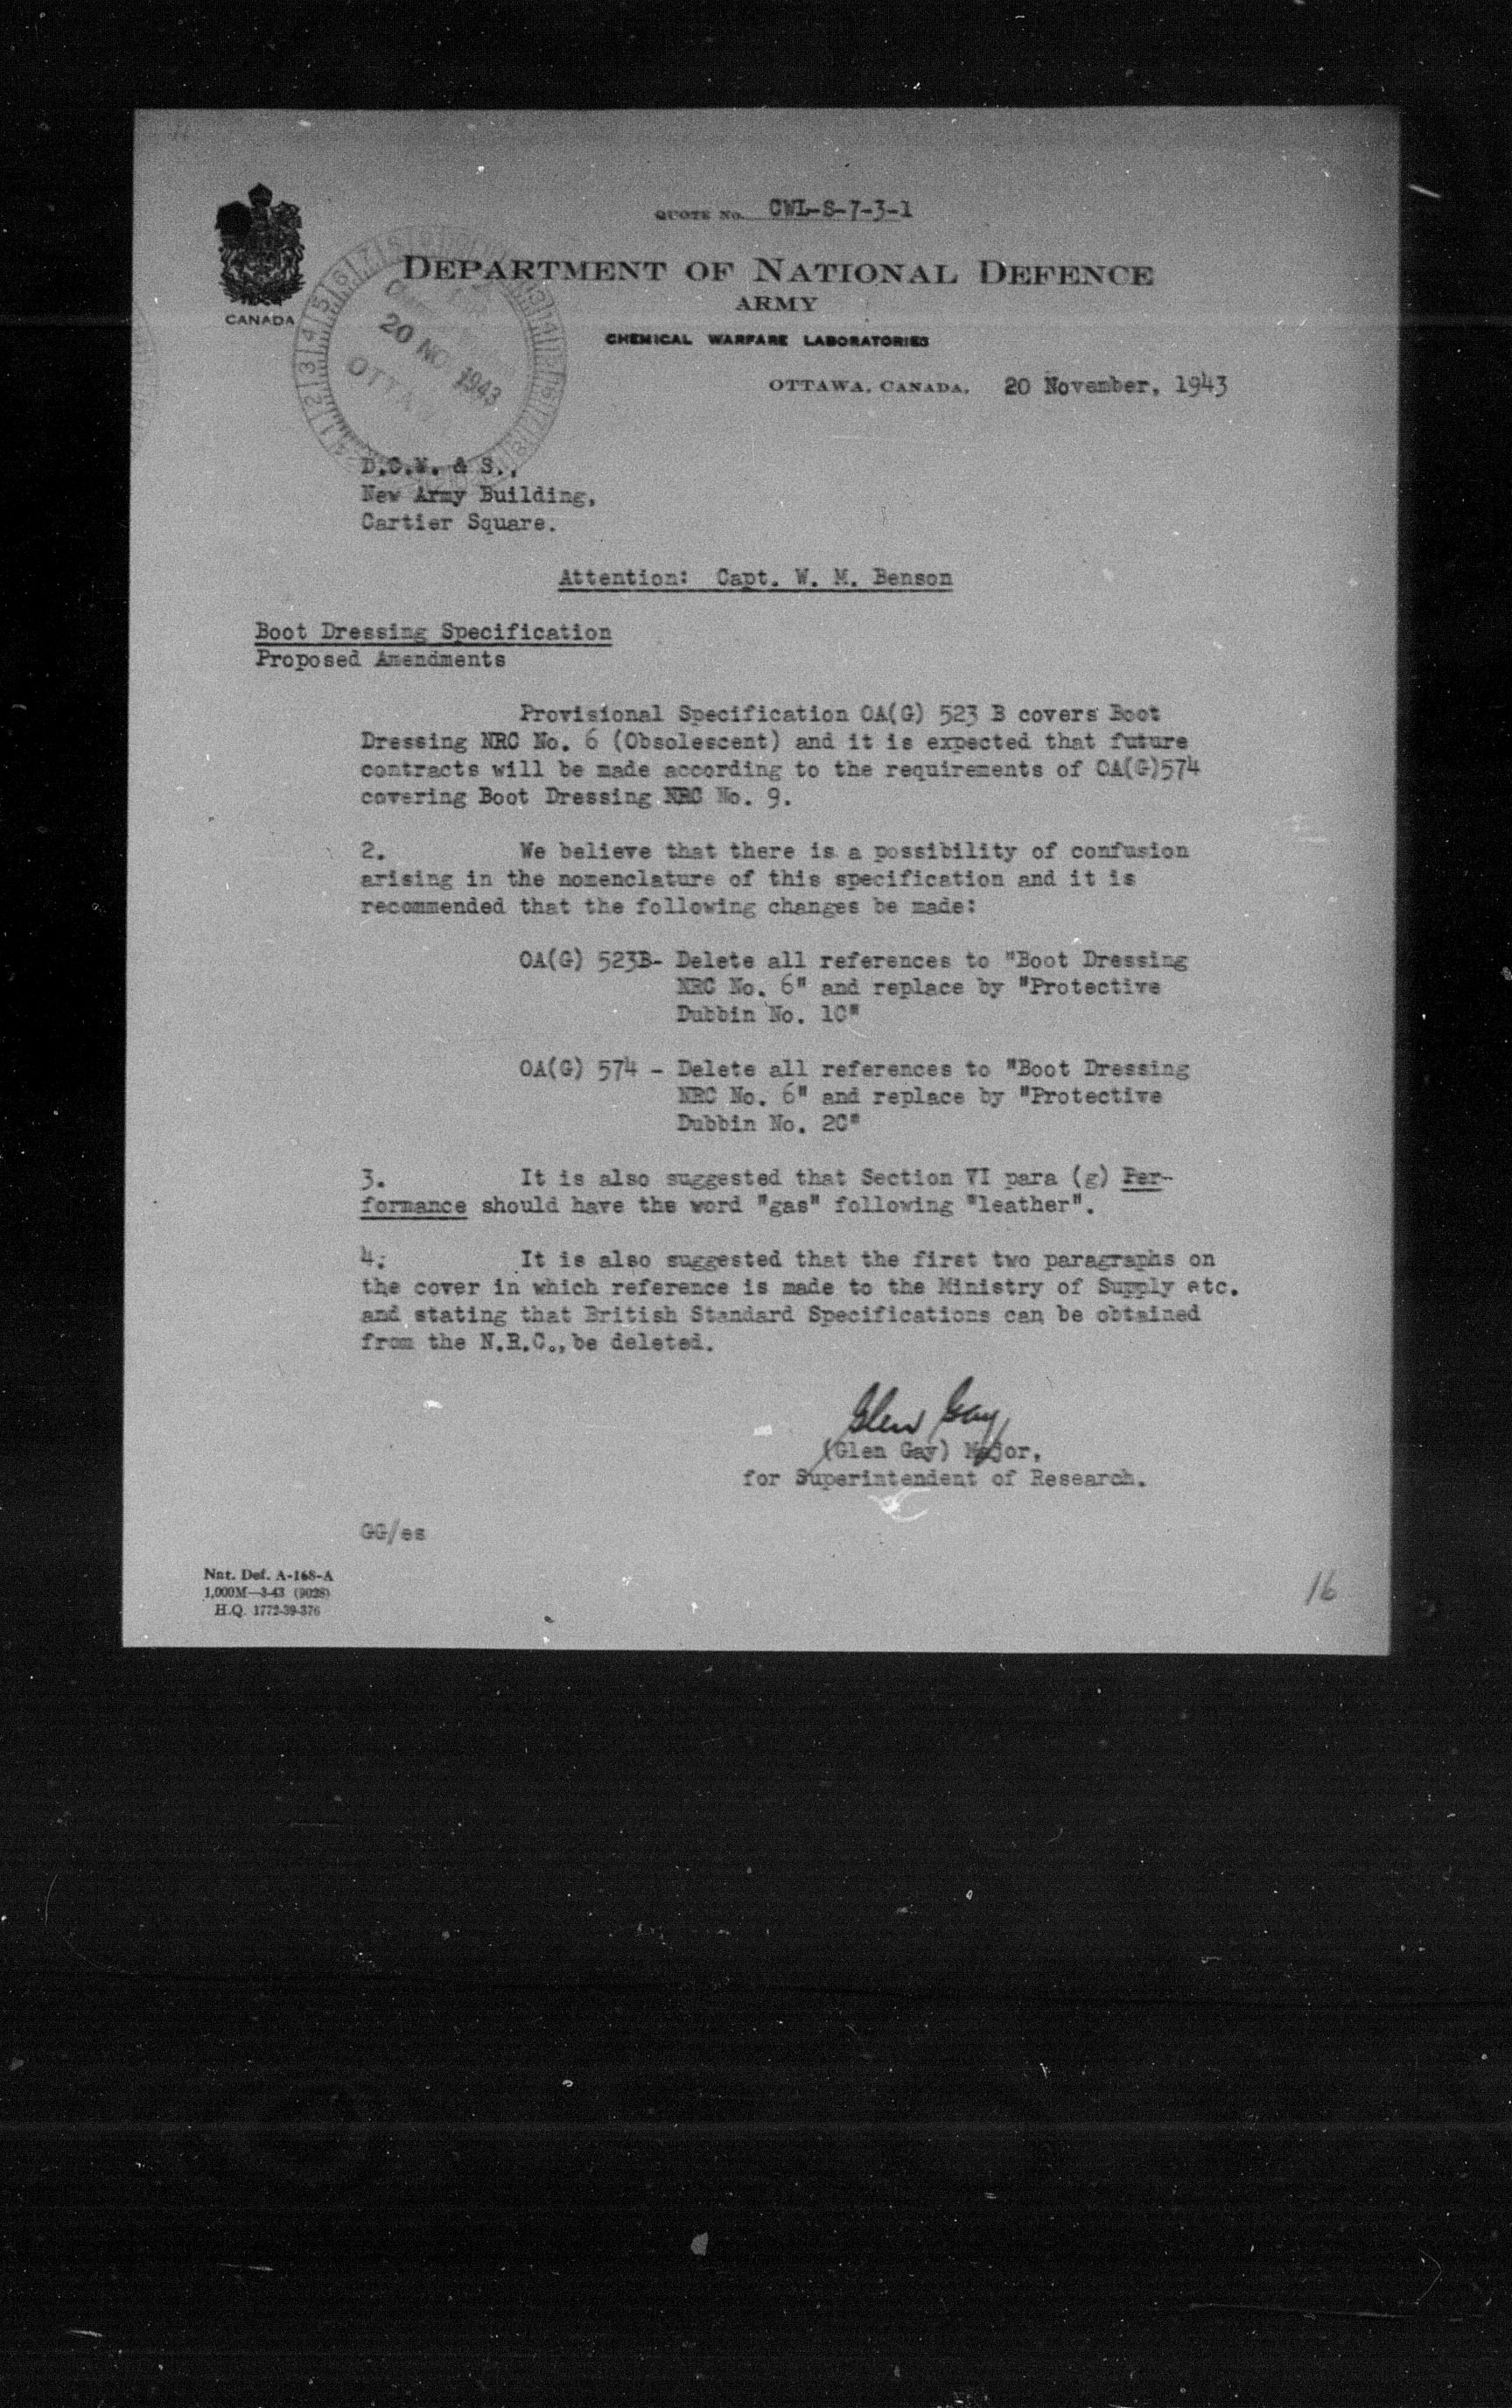 QUOTE No. CWL-S-7-3-1
DEPARTMENT OF NATIONAL DEFENCE
ARMY
CANADA
CHEMICAL WARFARE LABORATORIES
20 NO 1943
OTTAWA, CANADA, 20 November, 1943
D.C.W. & S.,
New Army Building,
Cartier Square.
Attention: Capt. W. M. Benson
Boot Dressing Specification
Proposed Amendments
Provisional Specification OA(G) 523 B covers Boot
Dressing NRC No. 6 (Obsolescent) and it is expected that future
contracts will be made according to the requirements of OA(G)574
covering Boot Dressing NRC No. 9.
2. We believe that there is a possibility of confusion
arising in the nomenclature of this specification and it is
recommended that the following changes be made:
OA(G) 523B- Delete all references to "Boot Dressing
NRC No. 6" and replace by "Protective
Dubbin No. 1C"
OA(G) 574 - Delete all references to "Boot Dressing
NRC No. 6" and replace by "Protective
Dubbin No. 2C"
3. It is also suggested that Section VI para (g) Per-
formance should have the word "gas" following "leather".
4. It is also suggested that the first two paragraphs on
the cover in which reference is made to the Ministry of Supply etc.
and stating that British Standard Specifications can be obtained
from the N.R.C., be deleted.
Glen Gay
(Glen Gay) Major,
for Superintendent of Research.
GG/es
Nat. Def. A-168-A
1,000M—3-43 (9028)
H.Q. 1772-39-376
16